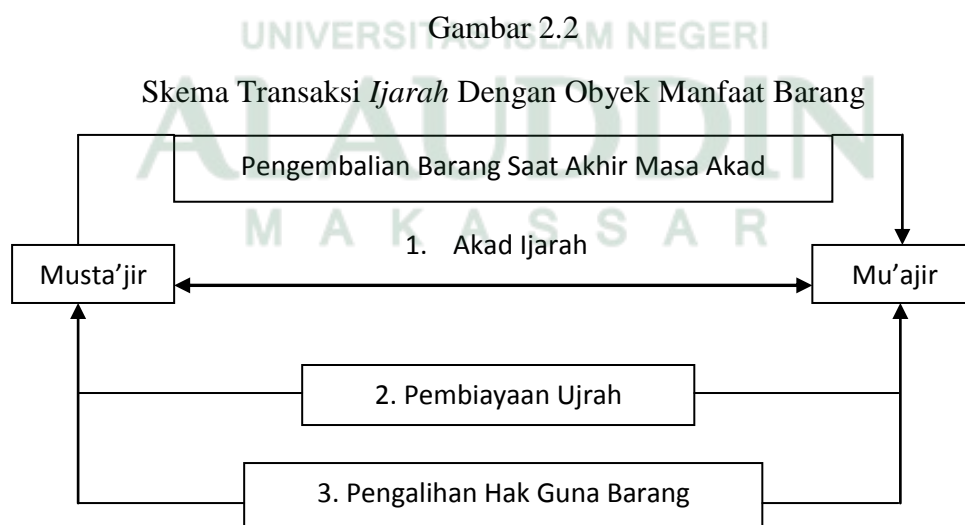 Gambar 2.2
UNIVERSITAS ISLAM NEGERI
Skema Transaksi Ijarah Dengan Obyek Manfaat Barang
ALAUDDIN
Pengembalian Barang Saat Akhir Masa Akad
MAKASSAR
1. Akad Ijarah
Musta’jir
Mu’ajir
2. Pembiayaan Ujrah
3. Pengalihan Hak Guna Barang